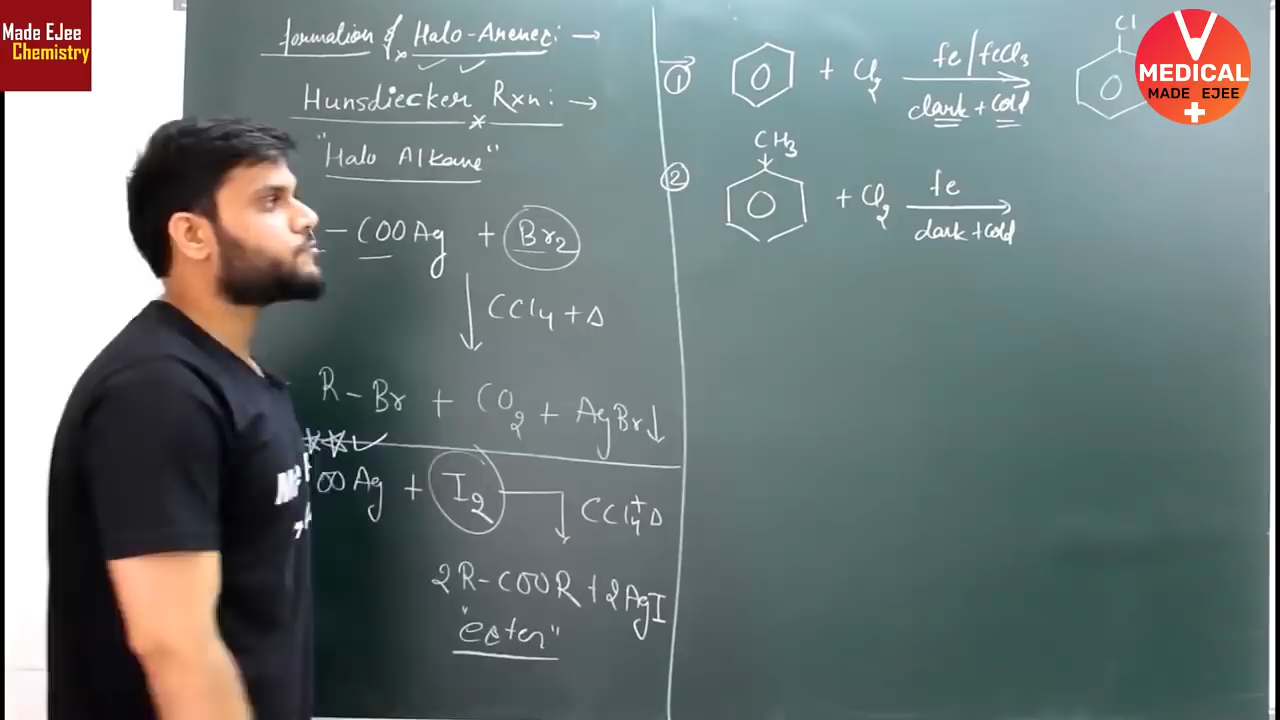 Made EJee
Chemistry
formation of Halo-Arenes: →
Hunsdiecker Rxn: →
"Halo Alkane"
-COOAg + Br2
↓ CCl4 + Δ
R-Br + CO2 + AgBr↓
OOAg + I2
CCl4 + Δ
2R-COOR + 2AgI
"ester"
① + Cl2 fe/feCl3 →
dark + cold
Cl
② CH3
+ Cl2 fe →
dark + cold
MEDICAL
MADE EJEE